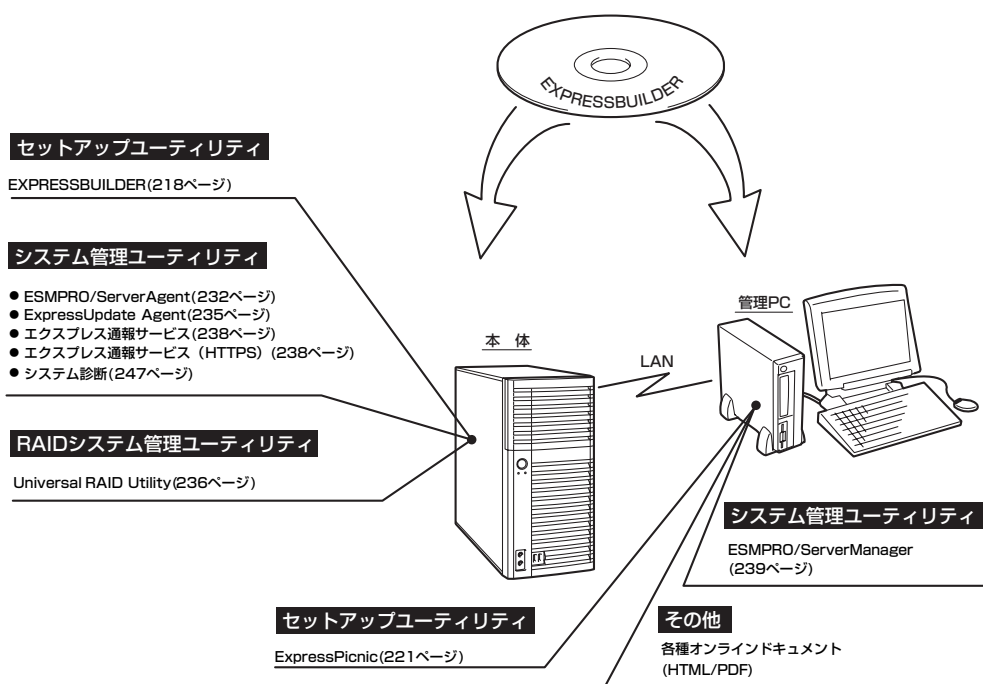 EXPRESSBUILDER
セットアップユーティリティ
EXPRESSBUILDER(218ページ)
システム管理ユーティリティ
● ESMPRO/ServerAgent(232ページ)
● ExpressUpdate Agent(235ページ)
● エクスプレス通報サービス(238ページ)
● エクスプレス通報サービス（HTTPS）(238ページ)
● システム診断(247ページ)
RAIDシステム管理ユーティリティ
Universal RAID Utility(236ページ)
本 体
LAN
管理PC
システム管理ユーティリティ
ESMPRO/ServerManager
(239ページ)
セットアップユーティリティ
ExpressPicnic(221ページ)
その他
各種オンラインドキュメント
(HTML/PDF)